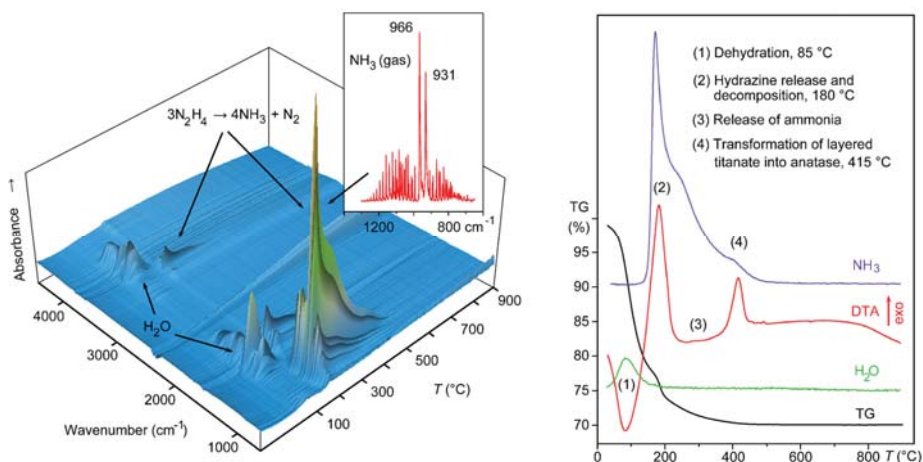 966
NH₃ (gas)
931
3N₂H₄ → 4NH₃ + N₂
1200
800 cm⁻¹
Absorbance →
H₂O
4000
3000
2000
1000
Wavenumber (cm⁻¹)
100
300
500
700
900
T (°C)
(1) Dehydration, 85 °C
(2) Hydrazine release and
decomposition, 180 °C
(3) Release of ammonia
(4) Transformation of layered
titanate into anatase, 415 °C
TG
(%)
95
90
85
80
75
70
(2)
(4)
NH₃
DTA
exo
(3)
H₂O
(1)
TG
0
200
400
600
800
T (°C)